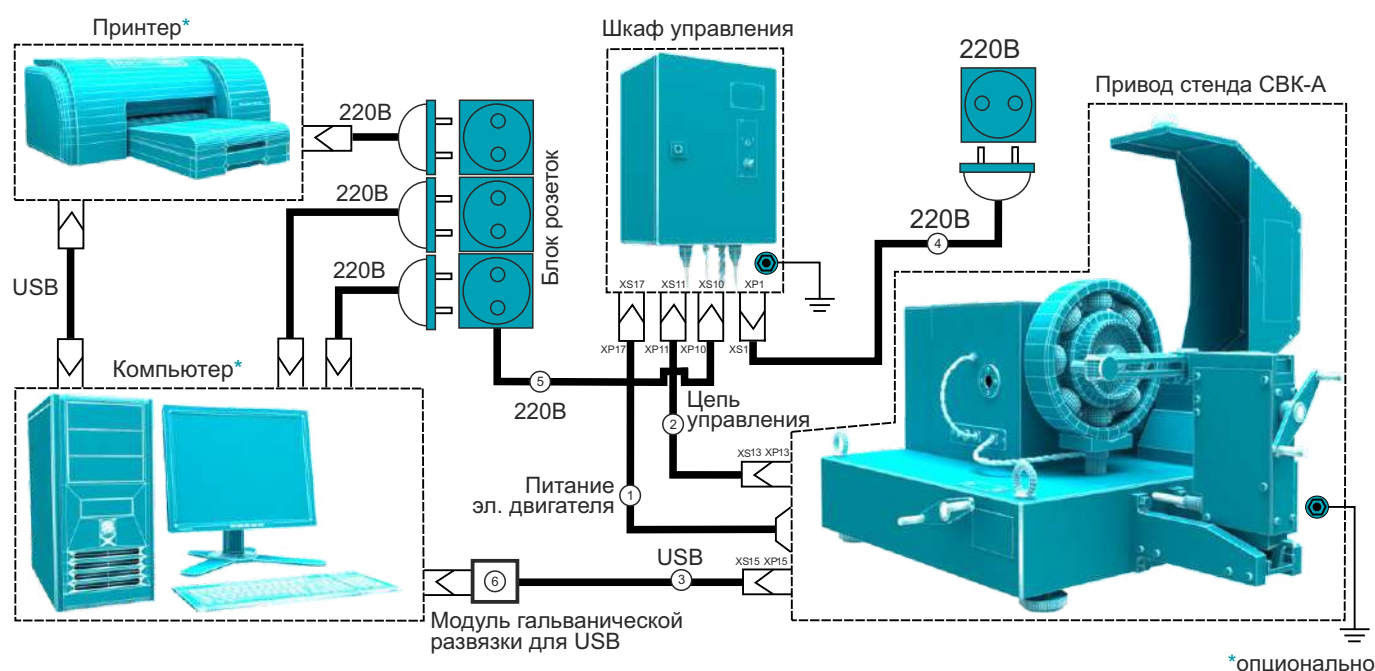 Принтер*
Шкаф управления
220В
Привод стенда СВК-А
220В
220В
220В
Блок розеток
220В
4
USB
XS17 XS11 XS10 XP1
XP17 XP11 XP10 XS1
Компьютер*
5
220В
Цепь
управления
2
XS13 XP13
Питание
эл. двигателя
1
USB
3
XS15 XP15
6
Модуль гальванической
развязки для USB
*опционально